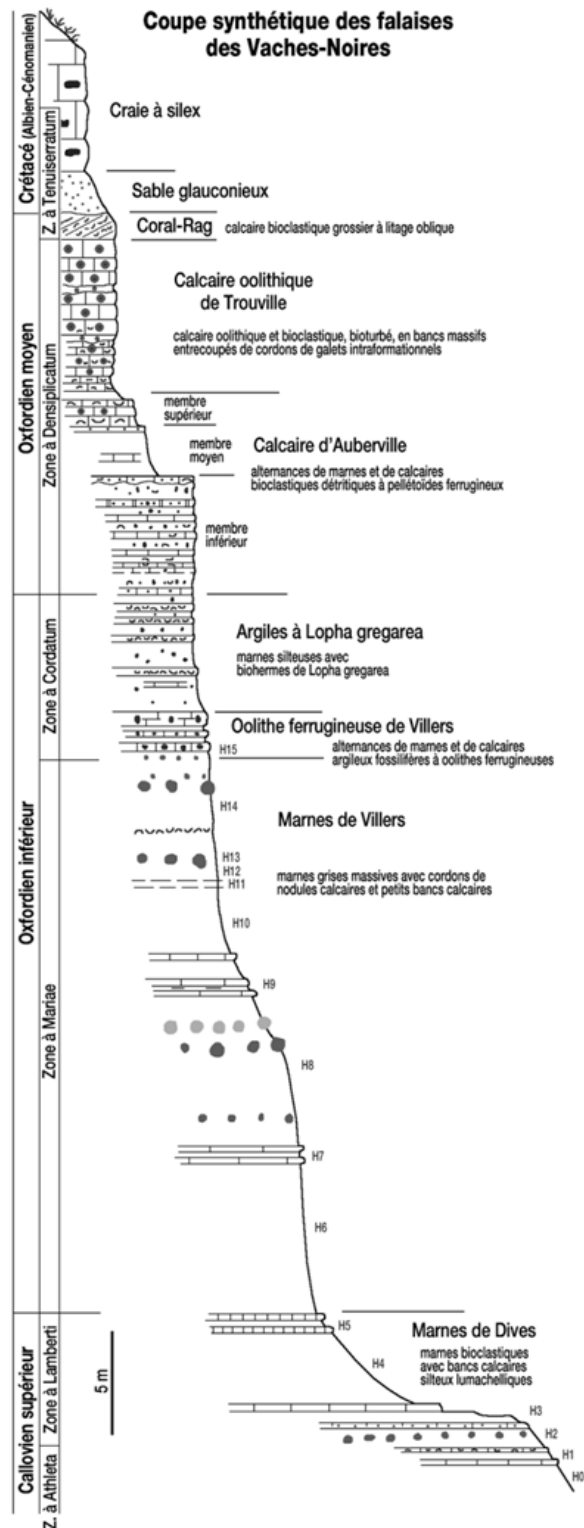 Coupe synthétique des falaises
des Vaches-Noires
Crétacé (Albien-Cénomanien)
Z. à Tenuiserratum
Craie à silex
Sable glauconieux
Coral-Rag
calcaire bioclastique grossier à litage oblique
Oxfordien moyen
Zone à Densiplicatum
Calcaire oolithique
de Trouville
calcaire oolithique et bioclastique, bioturbé, en bancs massifs
entrecoupés de cordons de galets intraformationnels
membre
supérieur
membre
moyen
Calcaire d'Auberville
alternances de marnes et de calcaires
bioclastiques détritiques à pellétoïdes ferrugineux
membre
inférieur
Oxfordien inférieur
Zone à Cordatum
Argiles à Lopha gregarea
marnes silteuses avec
biohermes de Lopha gregarea
Oolithe ferrugineuse de Villers
H15
alternances de marnes et de calcaires
argileux fossilifères à oolithes ferrugineuses
Zone à Mariae
H14
Marnes de Villers
H13
H12
H11
marnes grises massives avec cordons de
nodules calcaires et petits bancs calcaires
H10
H9
H8
H7
H6
Callovien supérieur
Zone à Lamberti
H5
Marnes de Dives
marnes bioclastiques
avec bancs calcaires
silteux lumachelliques
H4
5 m
H3
H2
Z. à Athleta
H1
H0